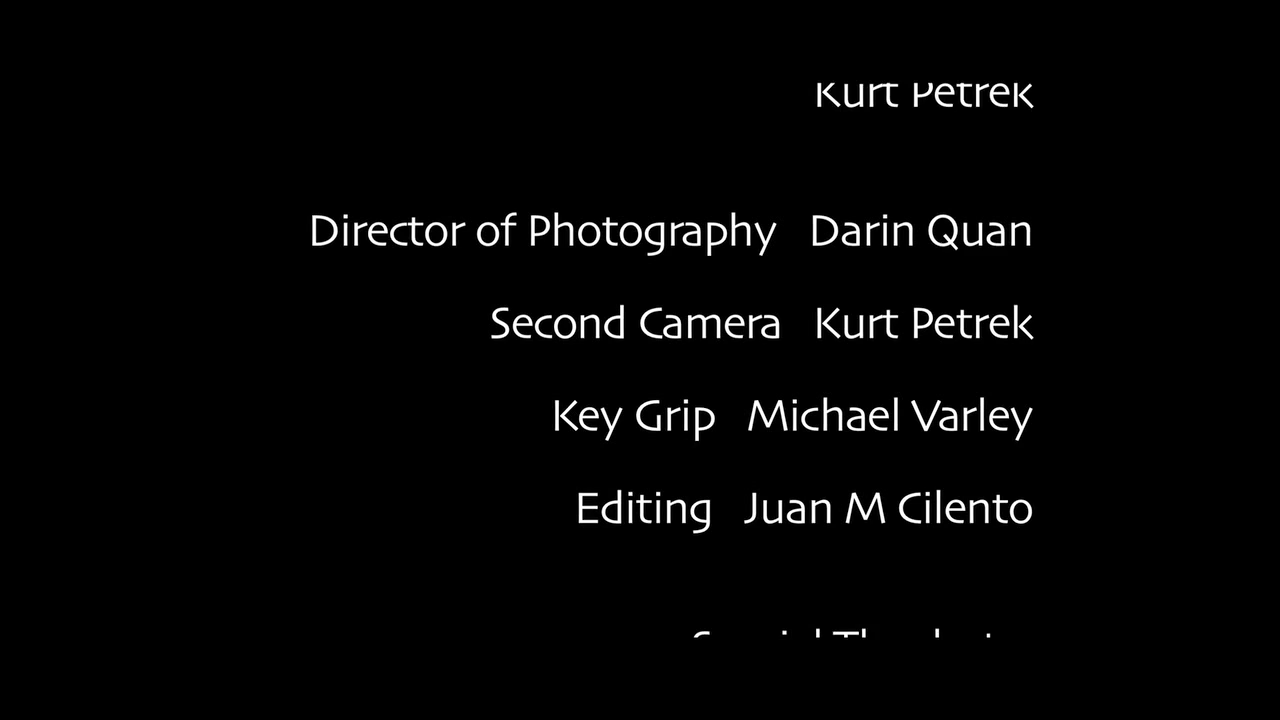 Kurt Petrek
Director of Photography Darin Quan
Second Camera Kurt Petrek
Key Grip Michael Varley
Editing Juan M Cilento